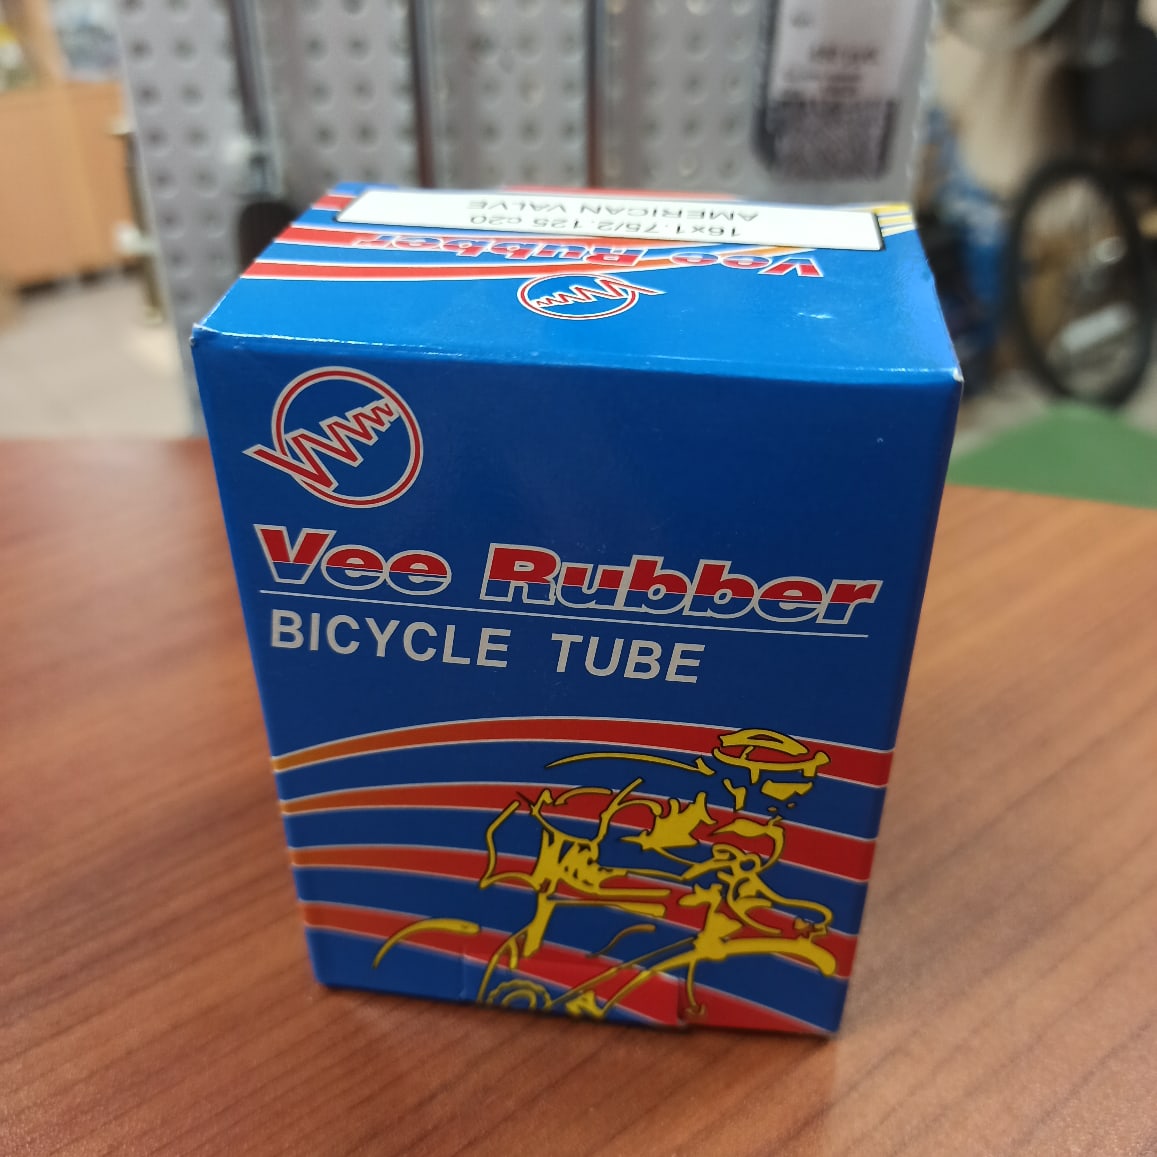 16x1.75/2.125 c20
AMERICAN VALVE
Vee Rubber
Vee Rubber
BICYCLE TUBE